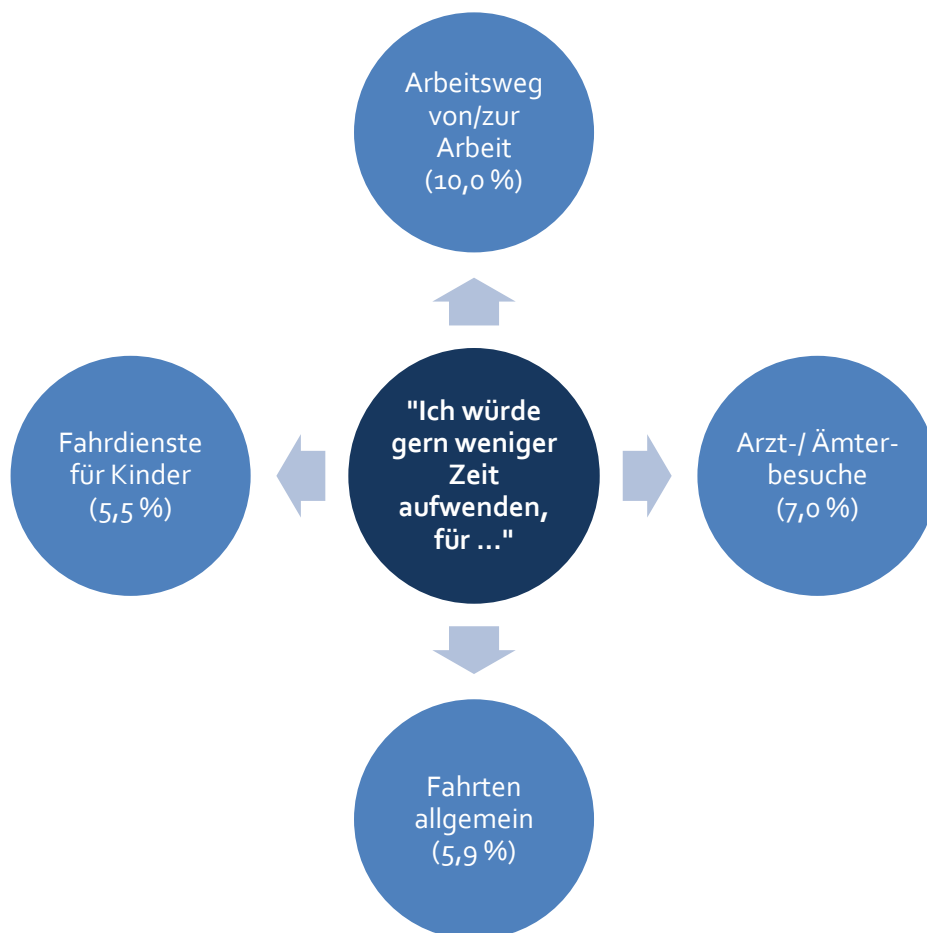 Arbeitsweg
von/zur
Arbeit
(10,0 %)
Fahrdienste
für Kinder
(5,5 %)
"Ich würde
gern weniger
Zeit
aufwenden,
für ..."
Arzt-/ Ämter-
besuche
(7,0 %)
Fahrten
allgemein
(5,9 %)